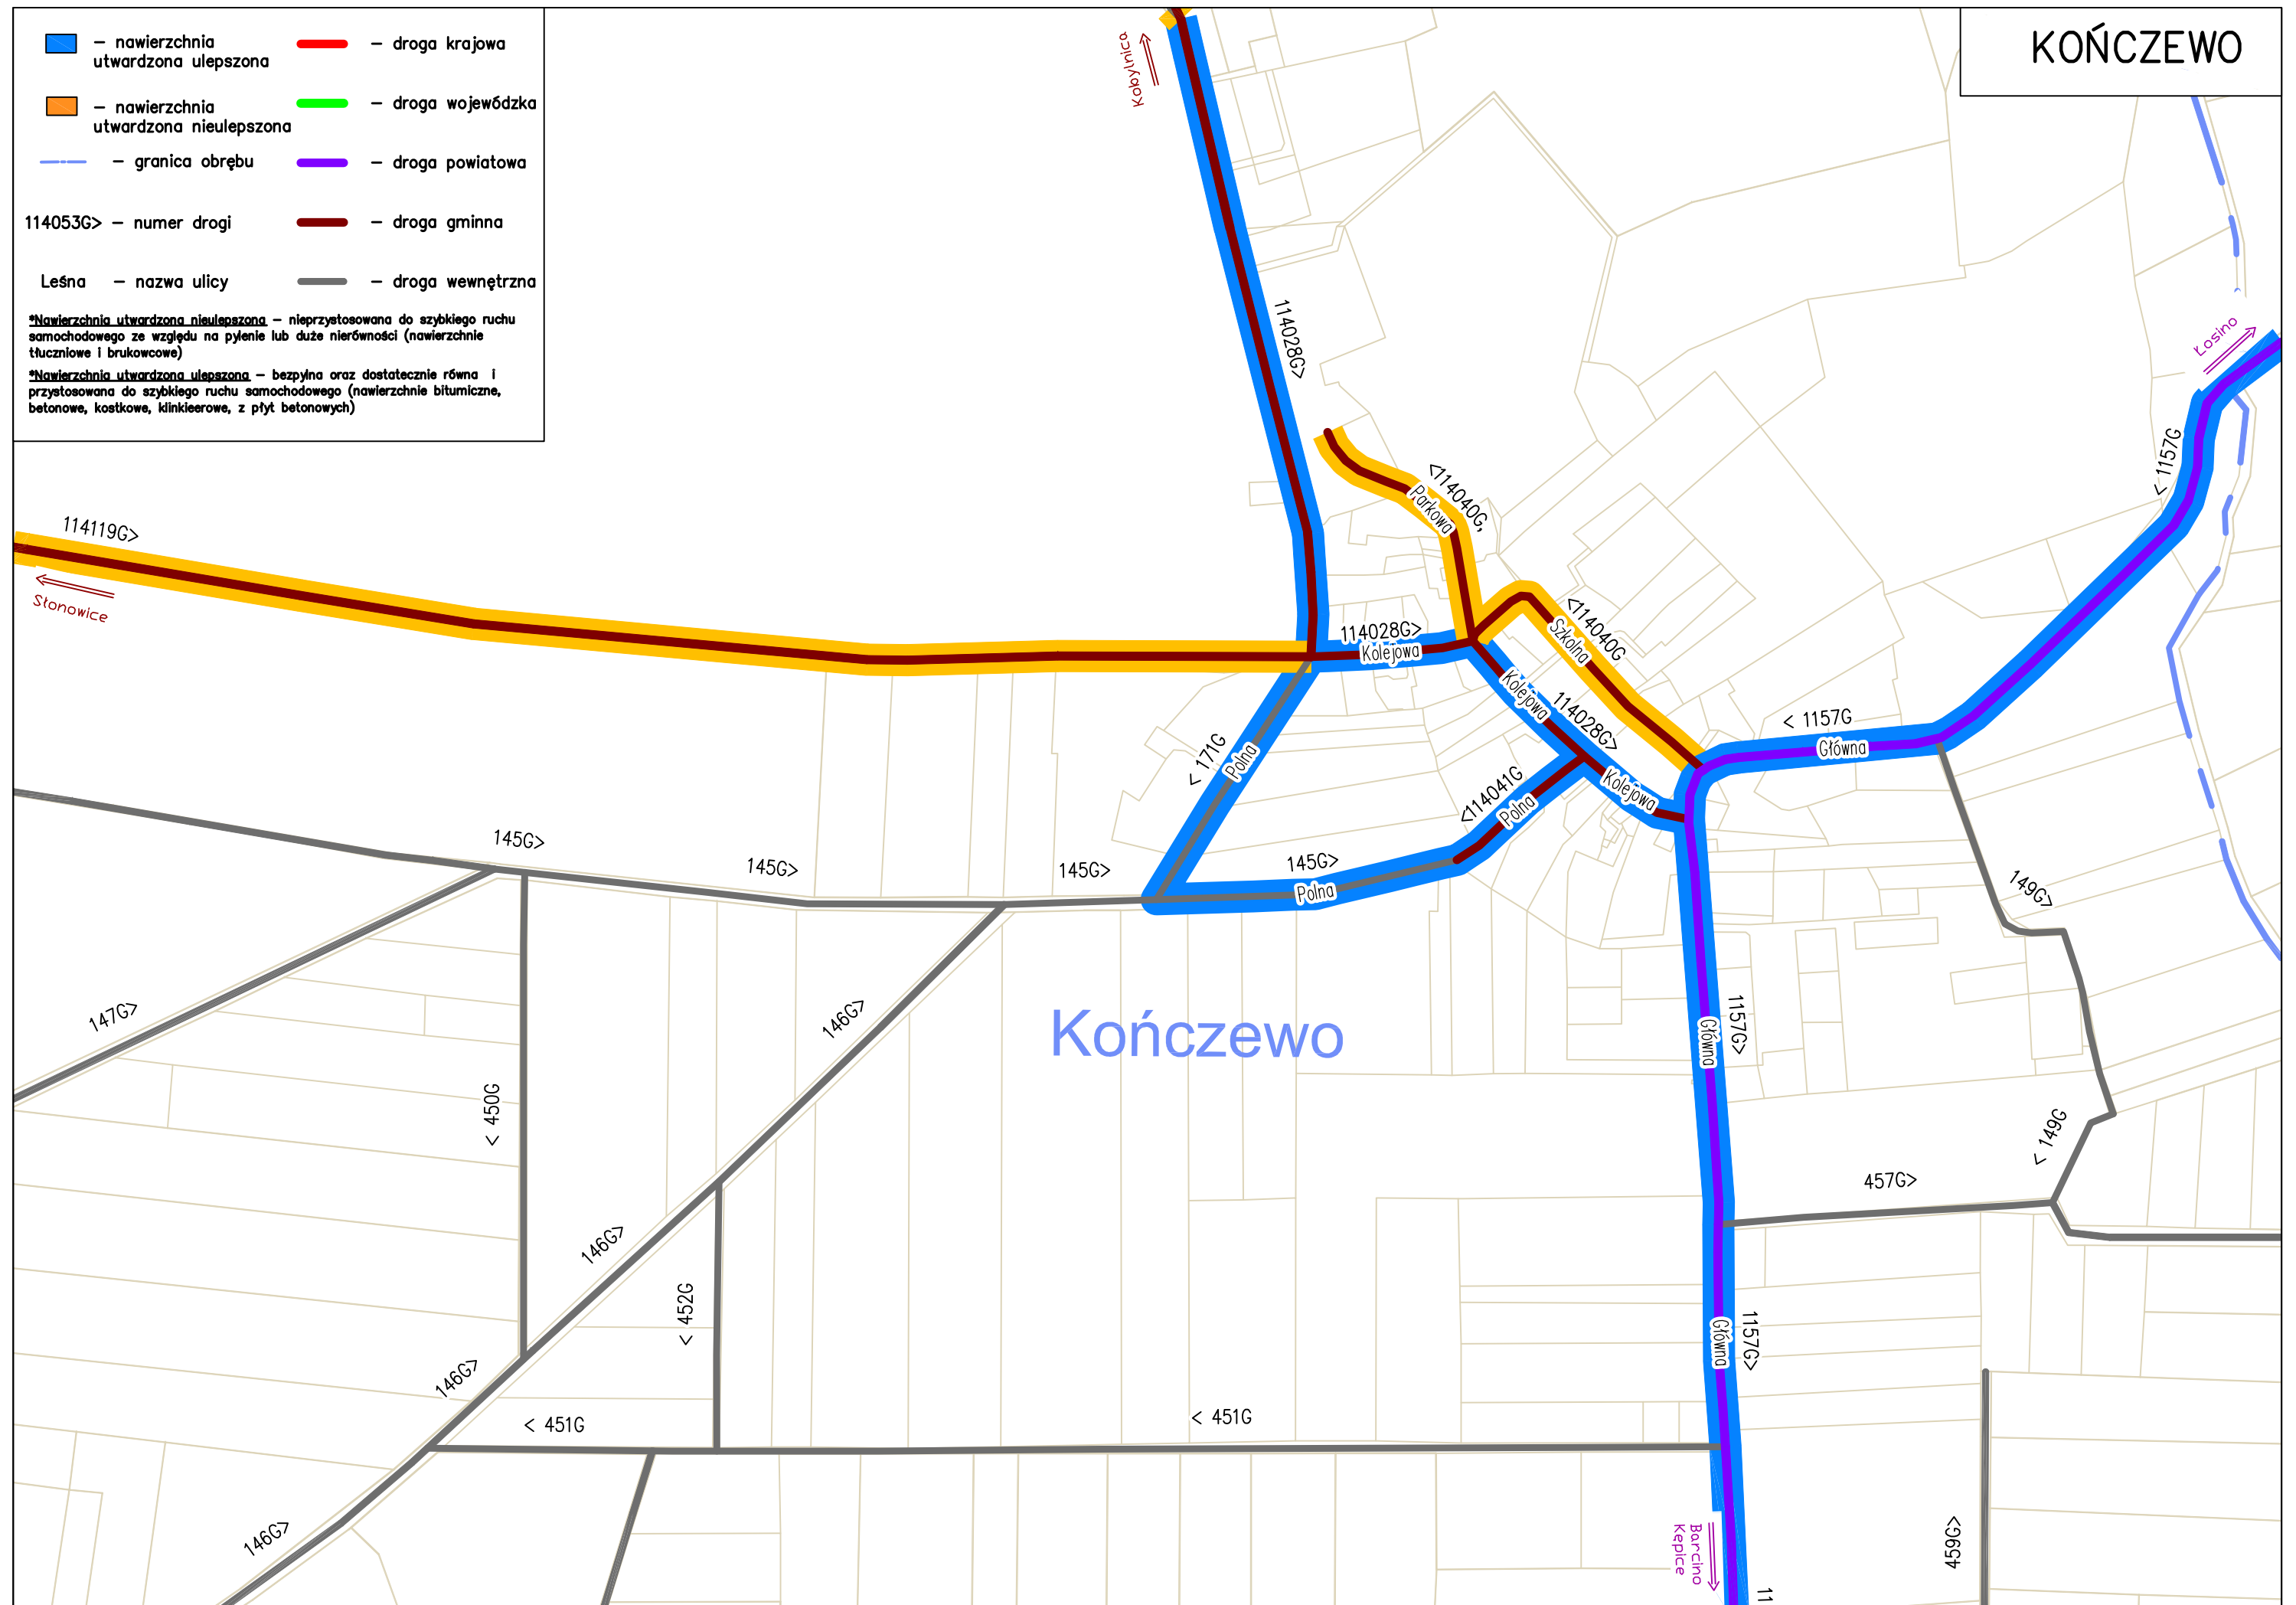 KOŃCZEWO
– nawierzchnia
utwardzona ulepszona
– droga krajowa
– nawierzchnia
utwardzona nieulepszona
– droga wojewódzka
– granica obrębu
– droga powiatowa
114053G> – numer drogi
– droga gminna
Leśna – nazwa ulicy
– droga wewnętrzna
*Nawierzchnia utwardzona nieulepszona – nieprzystosowana do szybkiego ruchu
samochodowego ze względu na pylenie lub duże nierówności (nawierzchnie
tłuczniowe i brukowcowe)
*Nawierzchnia utwardzona ulepszona – bezpylna oraz dostatecznie równa i
przystosowana do szybkiego ruchu samochodowego (nawierzchnie bitumiczne,
betonowe, kostkowe, klinkieerowe, z płyt betonowych)
Kobylnica
114028G>
Łosino
< 1157G
<114040G,
Parkowa
114119G>
Słonowice
114028G>
Kolejowa
<114040G
Szkolna
Kolejowa
114028G>
Kolejowa
< 1157G
Główna
< 171G
Polna
<114041G
Polna
145G>
145G>
145G>
145G>
Polna
149G>
147G>
146G>
Kończewo
1157G>
Główna
< 450G
< 149G
457G>
146G>
< 452G
1157G>
Główna
146G>
< 451G
< 451G
146G>
Barcino
Kępice
459G>
11